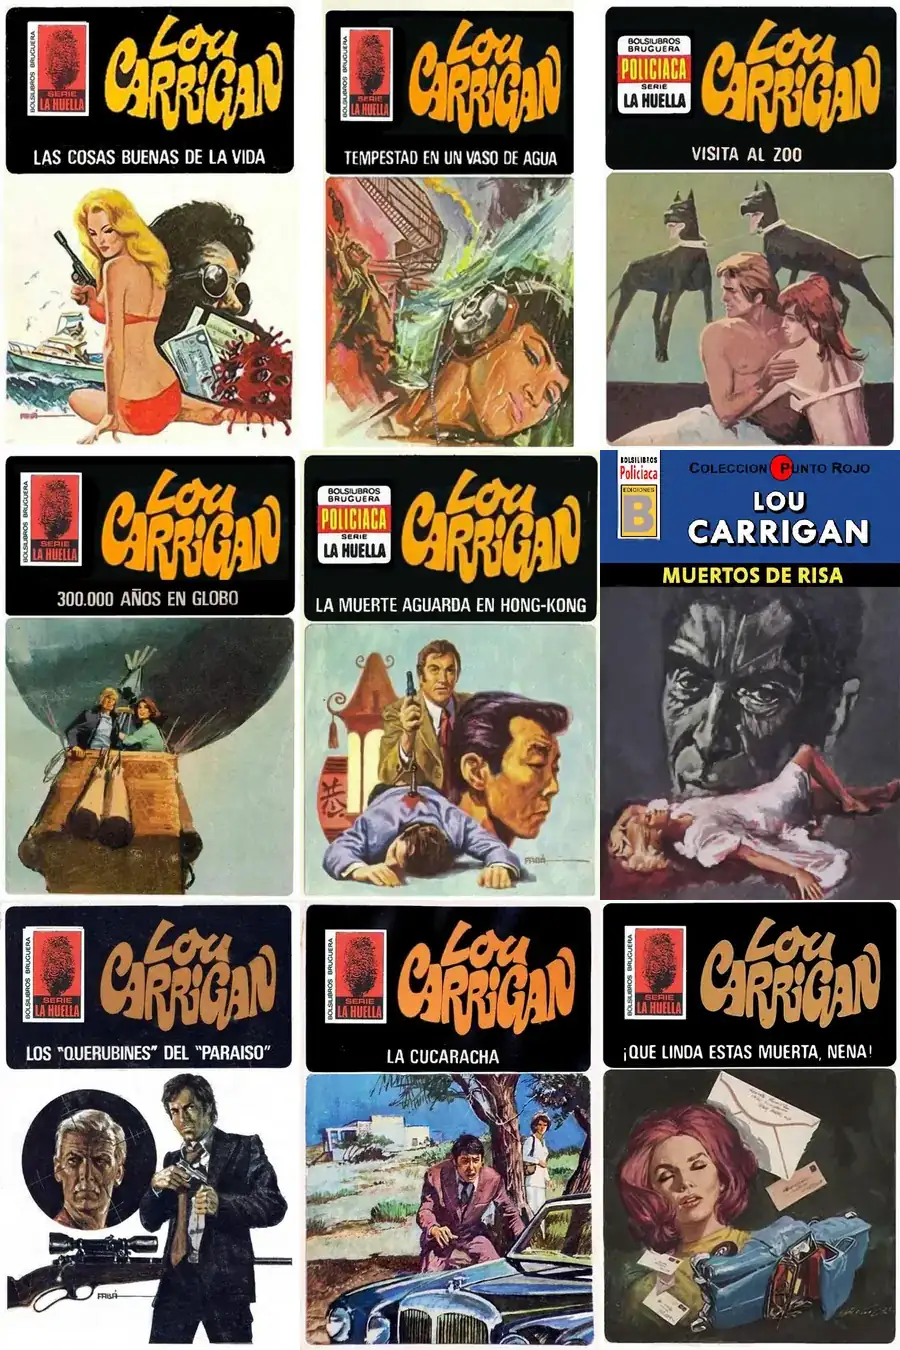 BOLSILIBROS BRUGUERA
SERIE
LA HUELLA
LOU
CARRIGAN
LAS COSAS BUENAS DE LA VIDA
BOLSILIBROS BRUGUERA
SERIE
LA HUELLA
LOU
CARRIGAN
TEMPESTAD EN UN VASO DE AGUA
BOLSILIBROS
BRUGUERA
POLICIACA
SERIE
LA HUELLA
LOU
CARRIGAN
VISITA AL ZOO
BOLSILIBROS BRUGUERA
SERIE
LA HUELLA
LOU
CARRIGAN
300.000 AÑOS EN GLOBO
BOLSILIBROS
BRUGUERA
POLICIACA
SERIE
LA HUELLA
LOU
CARRIGAN
LA MUERTE AGUARDA EN HONG-KONG
BOLSILIBROS
Policiaca
EDICIONES
B
COLECCION PUNTO ROJO
LOU
CARRIGAN
MUERTOS DE RISA
BOLSILIBROS BRUGUERA
SERIE
LA HUELLA
LOU
CARRIGAN
LOS "QUERUBINES" DEL "PARAISO"
BOLSILIBROS BRUGUERA
SERIE
LA HUELLA
LOU
CARRIGAN
LA CUCARACHA
BOLSILIBROS BRUGUERA
SERIE
LA HUELLA
LOU
CARRIGAN
¡QUE LINDA ESTAS MUERTA, NENA!